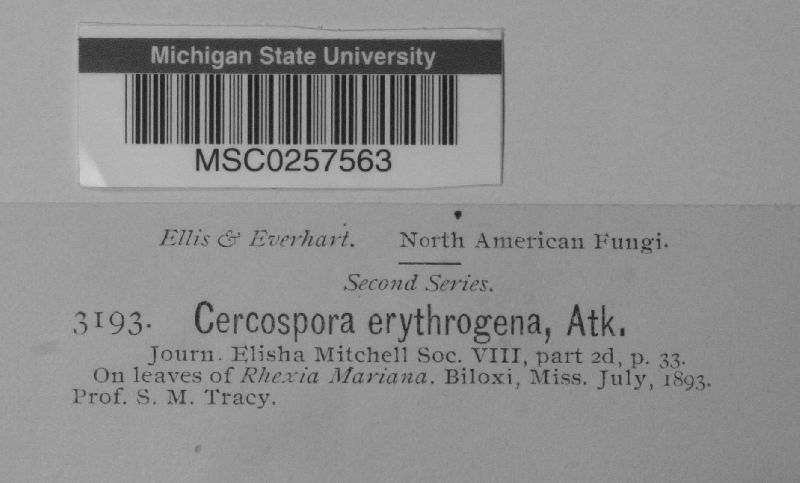 Michigan State University
MSC0257563
Ellis & Everhart. North American Fungi.
Second Series.
3193. Cercospora erythrogena, Atk.
Journ. Elisha Mitchell Soc. VIII, part 2d, p. 33.
On leaves of Rhexia Mariana. Biloxi, Miss. July, 1893.
Prof. S. M. Tracy.